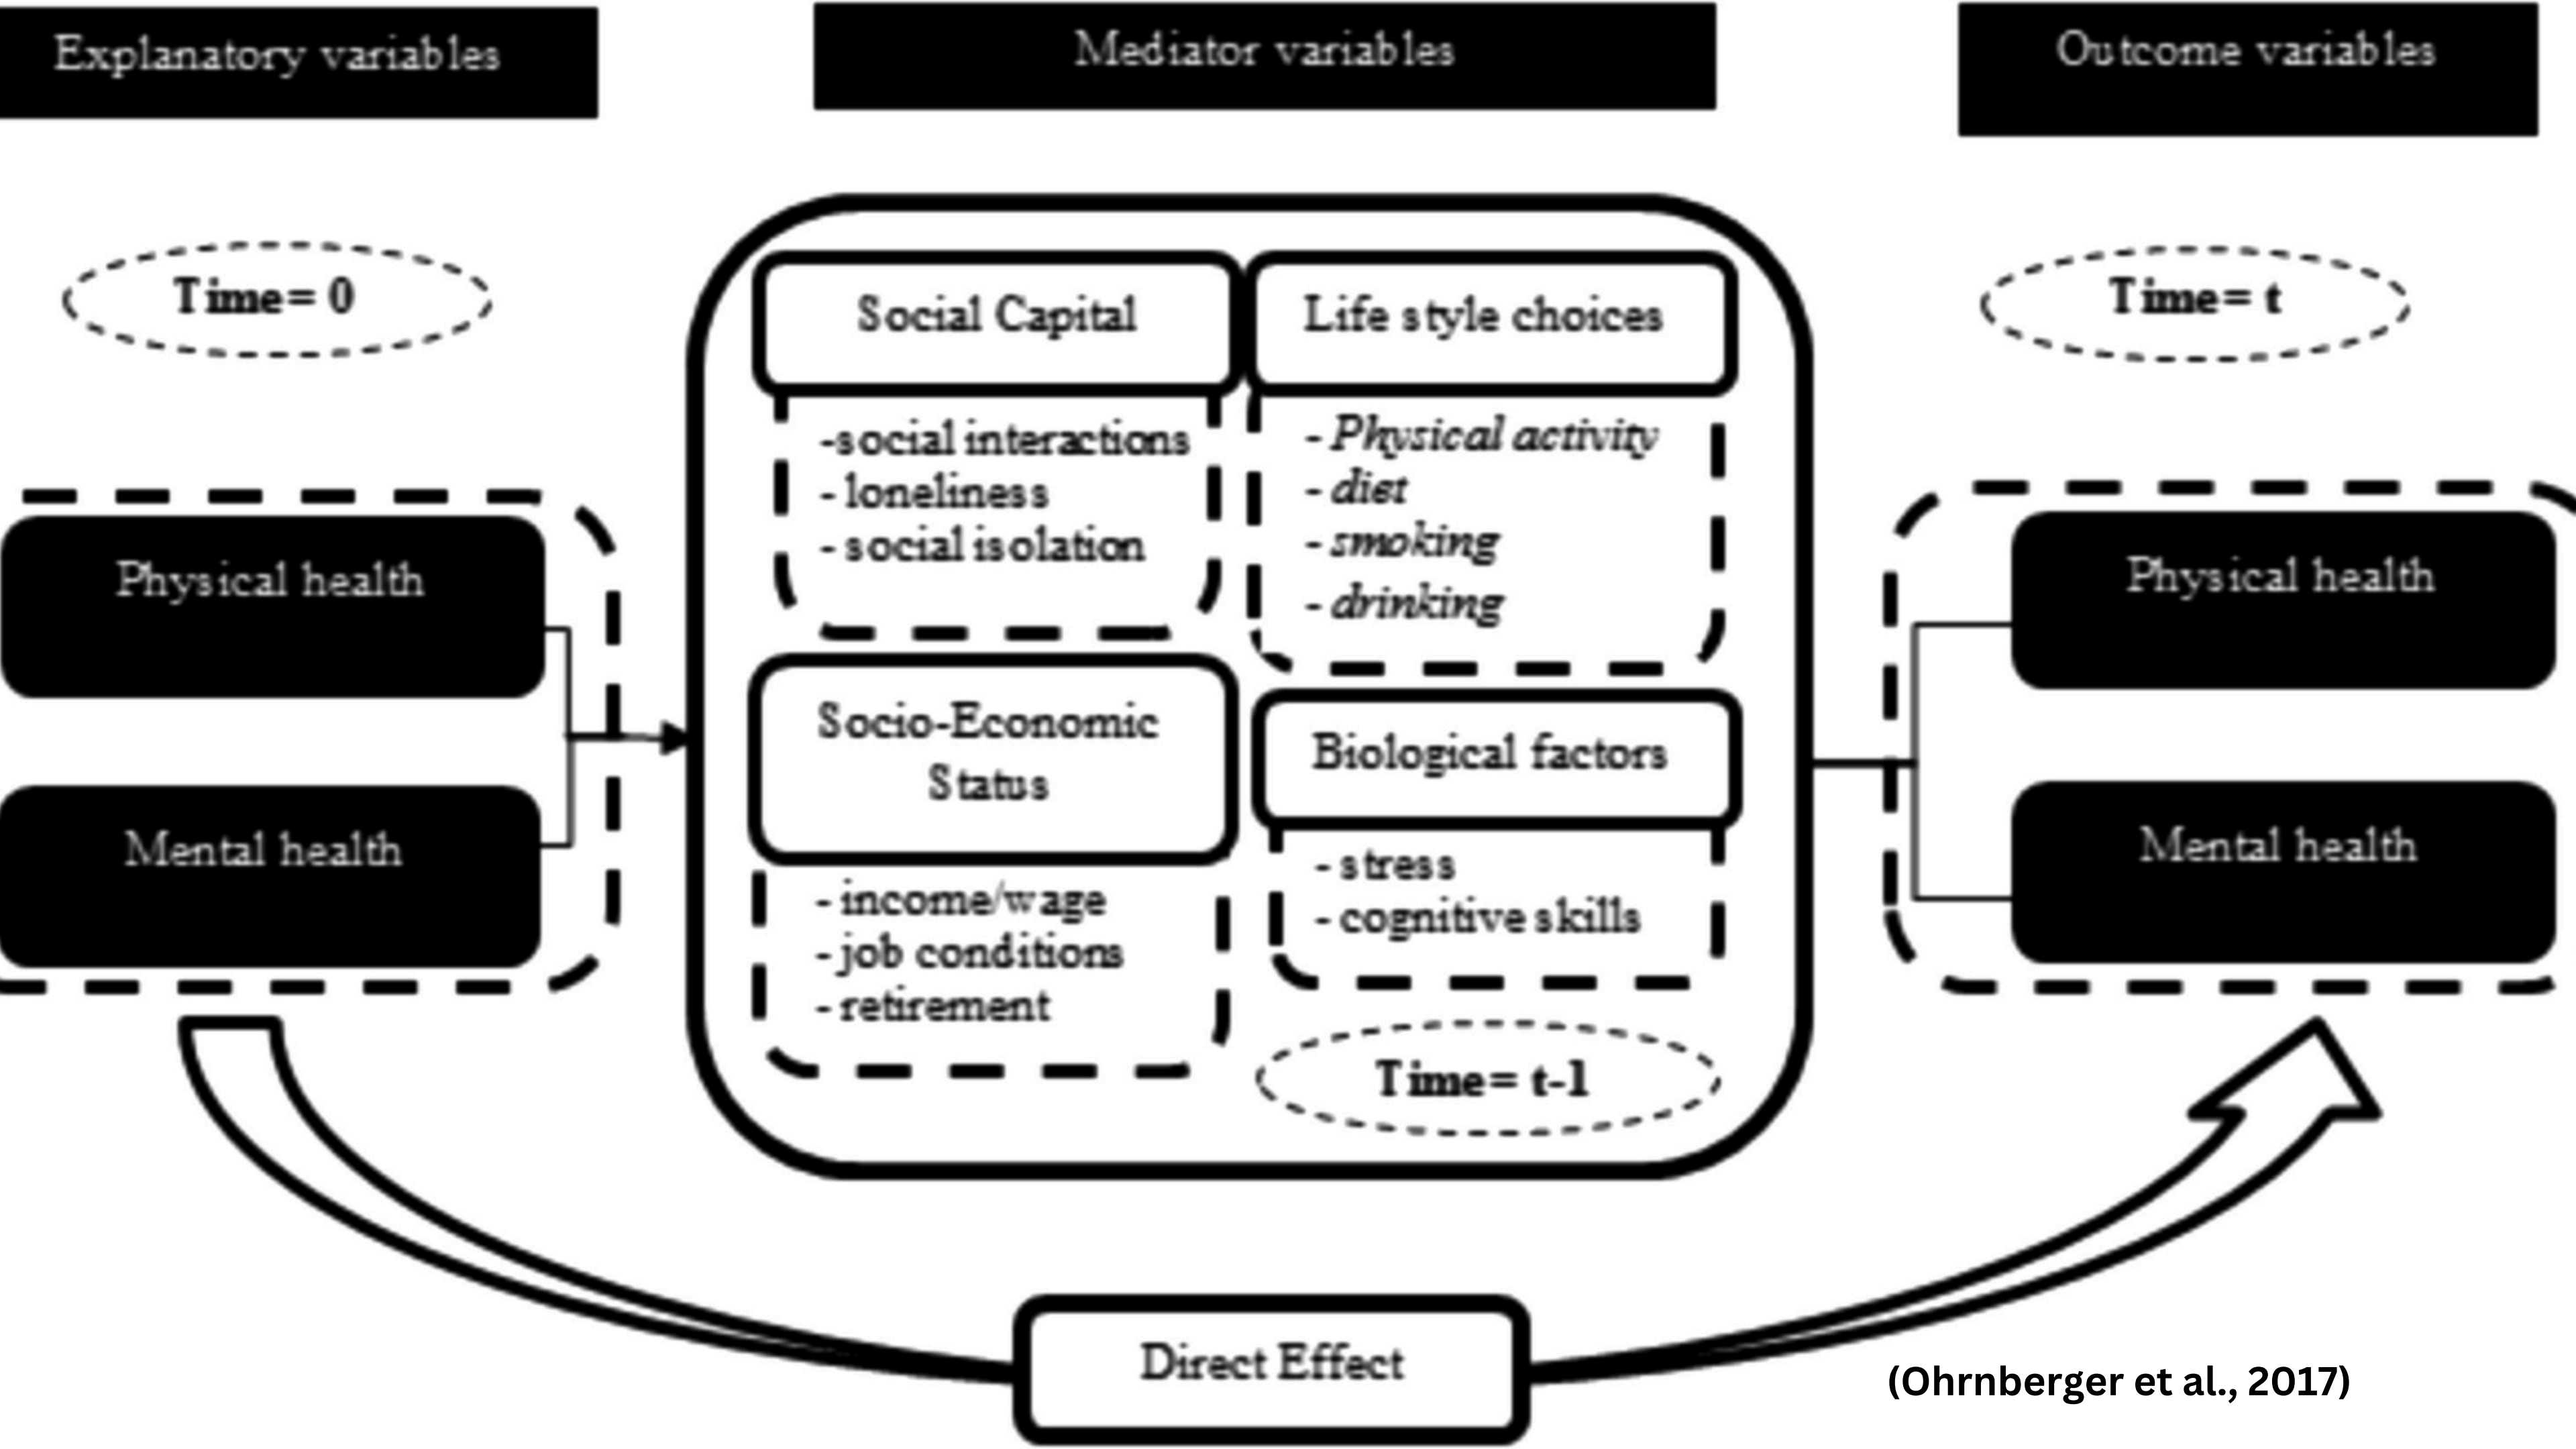 Explanatory variables
Mediator variables
Outcome variables
Time= 0
Time= t
Social Capital
-social interactions
- loneliness
- social isolation
Life style choices
- Physical activity
- diet
- smoking
- drinking
Physical health
Mental health
Socio-Economic
Status
- income/wage
- job conditions
- retirement
Biological factors
- stress
- cognitive skills
Time= t-1
Physical health
Mental health
Direct Effect
(Ohrnberger et al., 2017)